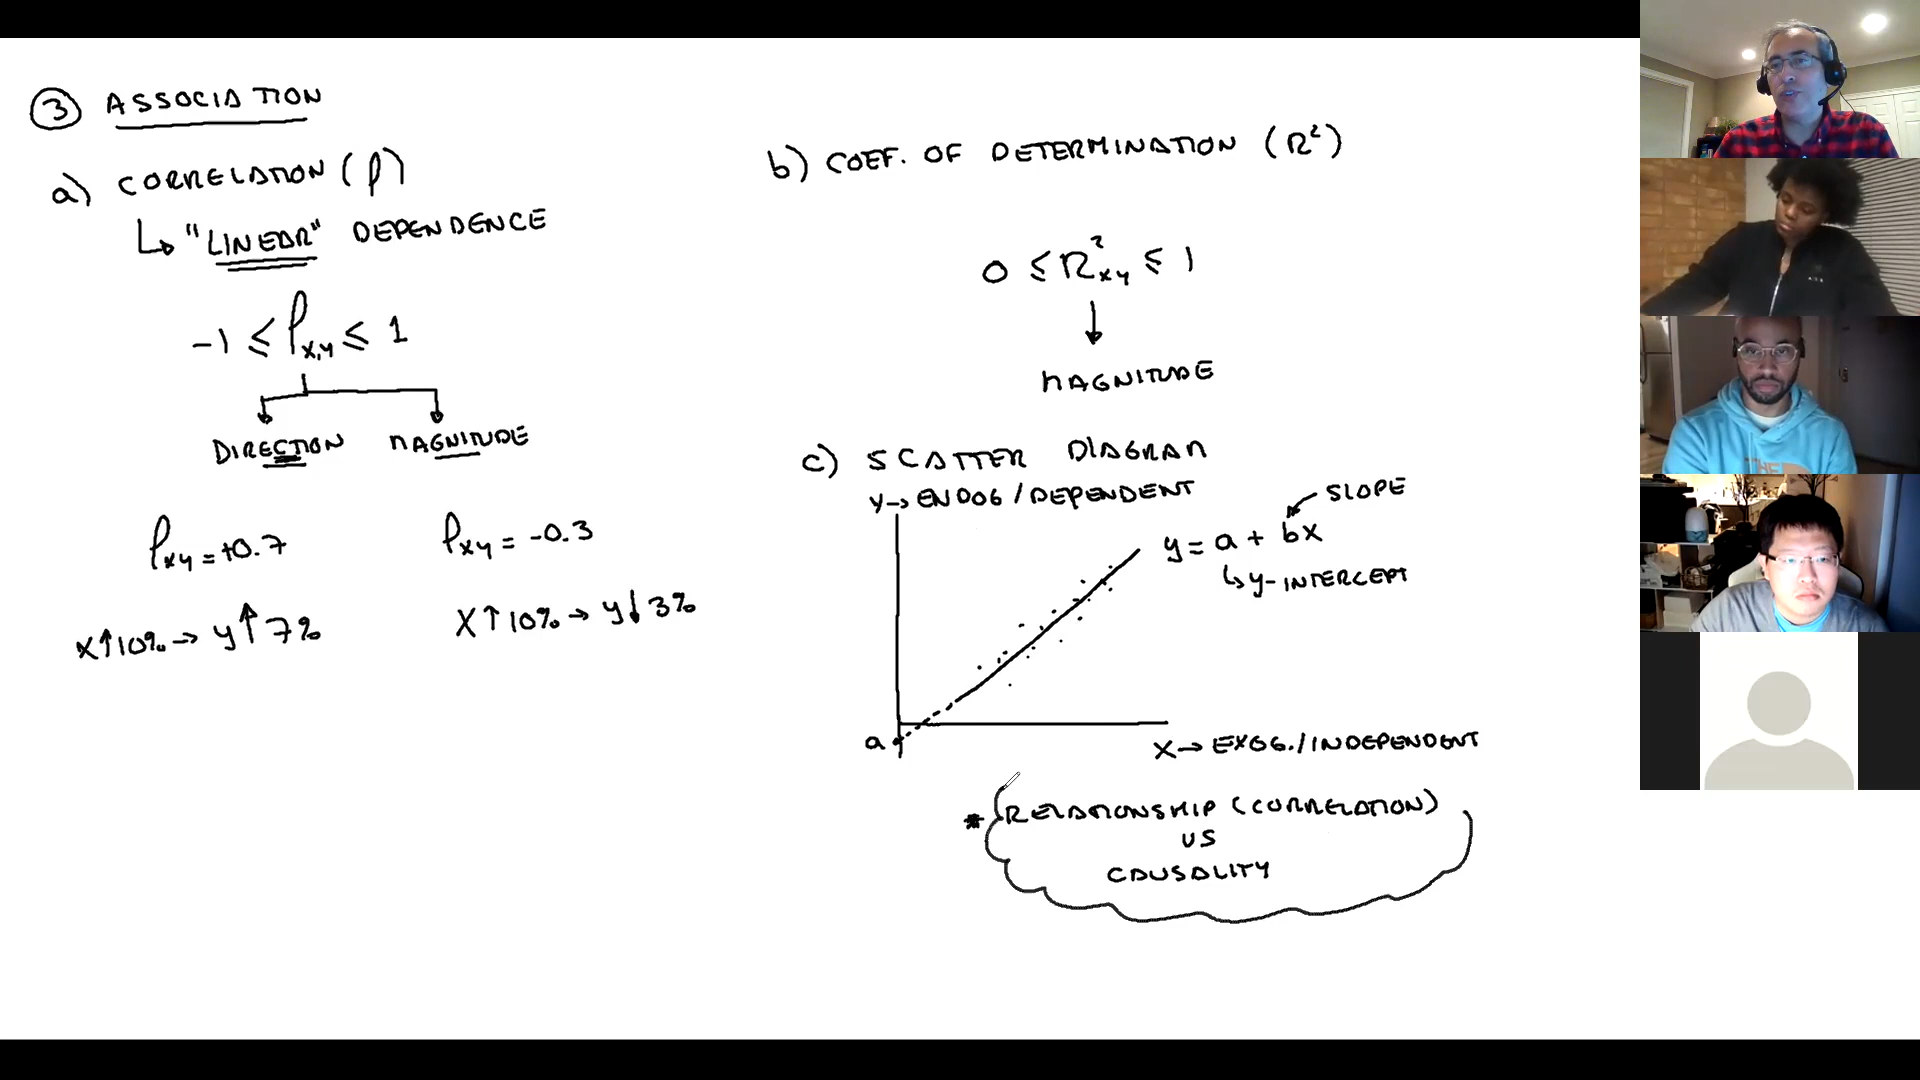 ③ ASSOCIATION
a) CORRELATION (ρ)
↳ "LINEAR" DEPENDENCE
-1 ≤ ρx,y ≤ 1
DIRECTION MAGNITUDE
ρxy = +0.7 ρxy = -0.3
x↑10% → y↑7% x↑10% → y↓3%
b) COEF. OF DETERMINATION (R²)
0 ≤ R²xy ≤ 1
MAGNITUDE
c) SCATTER DIAGRAM
y → ENDOG/DEPENDENT
SLOPE
y = a + bx
↳ y-INTERCEPT
a
x → EXOG./INDEPENDENT
* RELATIONSHIP (CORRELATION)
VS
CAUSALITY